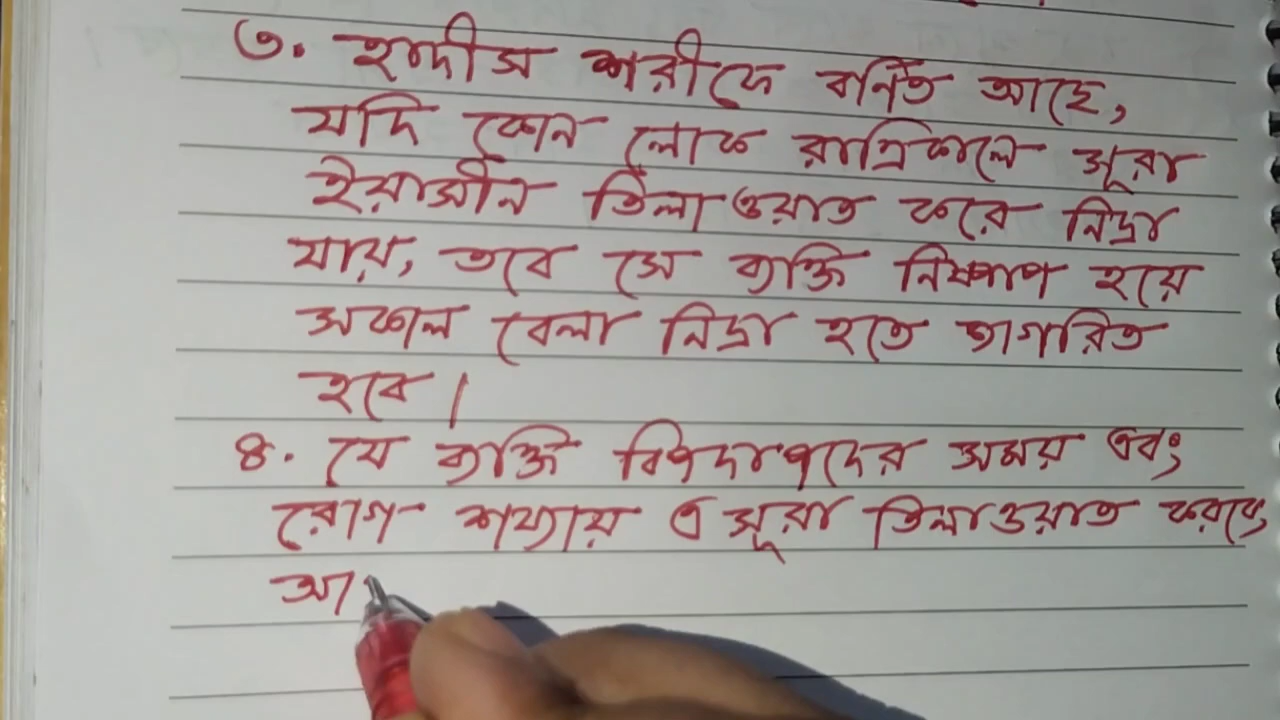 ৩. হাদীস শরীফে বর্ণিত আছে,
যদি কোন লোক রাত্রিকালে সূরা
ইয়াসীন তিলাওয়াত করে নিদ্রা
যায়, তবে সে ব্যক্তি নিষ্পাপ হয়ে
সকাল বেলা নিদ্রা হতে জাগরিত
হবে।
৪. যে ব্যক্তি বিপদাপদের সময় এবং
রোগ শয্যায় এ সূরা তিলাওয়াত করবে,
আ